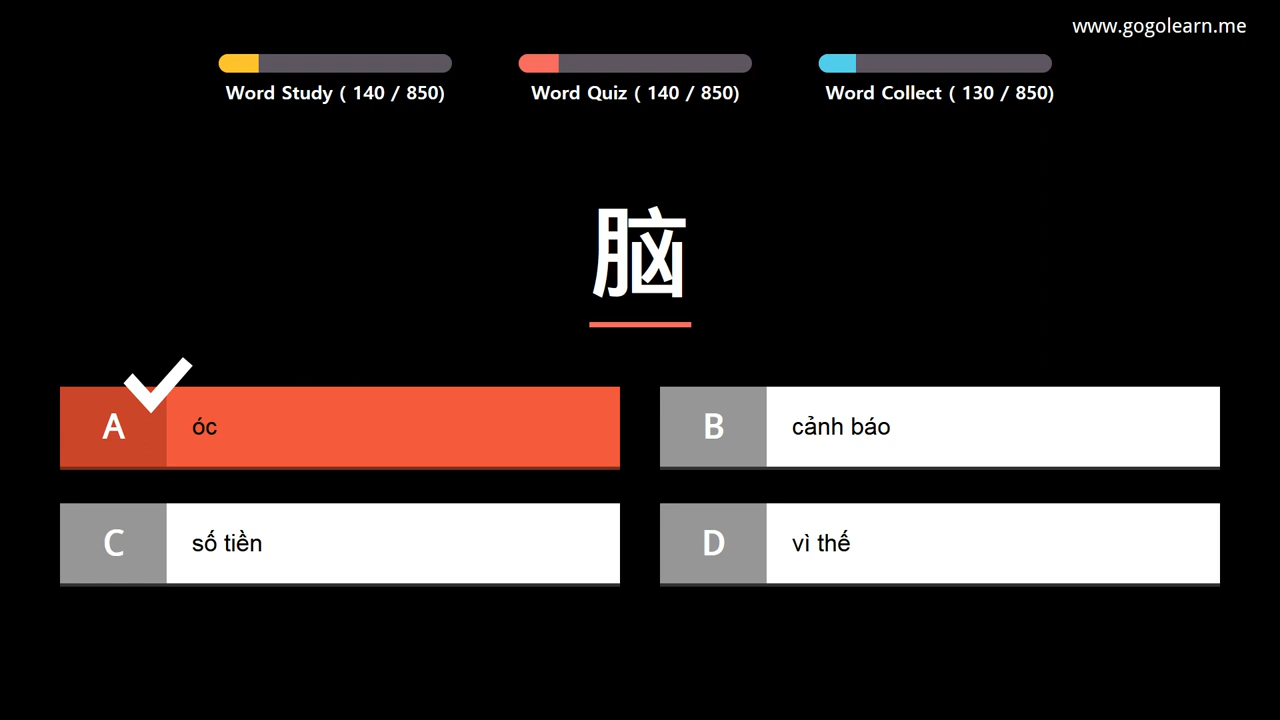 www.gogolearn.me
Word Study ( 140 / 850)
Word Quiz ( 140 / 850)
Word Collect ( 130 / 850)
脑
A óc
B cảnh báo
C số tiền
D vì thế